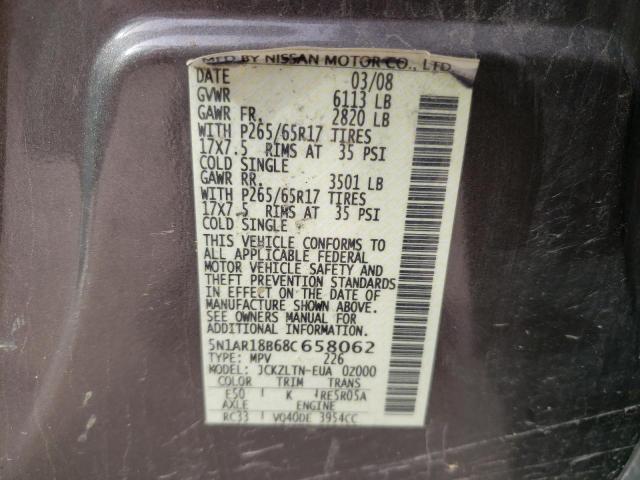 MFD BY NISSAN MOTOR CO., LTD
DATE 03/08
GVWR 6113 LB
GAWR FR. 2820 LB
WITH P265/65R17 TIRES
17X7.5 RIMS AT 35 PSI
COLD SINGLE
GAWR RR. 3501 LB
WITH P265/65R17 TIRES
17X7.5 RIMS AT 35 PSI
COLD SINGLE
THIS VEHICLE CONFORMS TO
ALL APPLICABLE FEDERAL
MOTOR VEHICLE SAFETY AND
THEFT PREVENTION STANDARDS
IN EFFECT ON THE DATE OF
MANUFACTURE SHOWN ABOVE.
SEE OWNERS MANUAL FOR
ADDITIONAL INFORMATION
5N1AR18B68C658062
TYPE: MPV 226
MODEL: JCKZLTN-EUA 0Z000
COLOR TRIM TRANS
E50 K RE5R05A
AXLE ENGINE
RC33 VQ40DE 3954CC